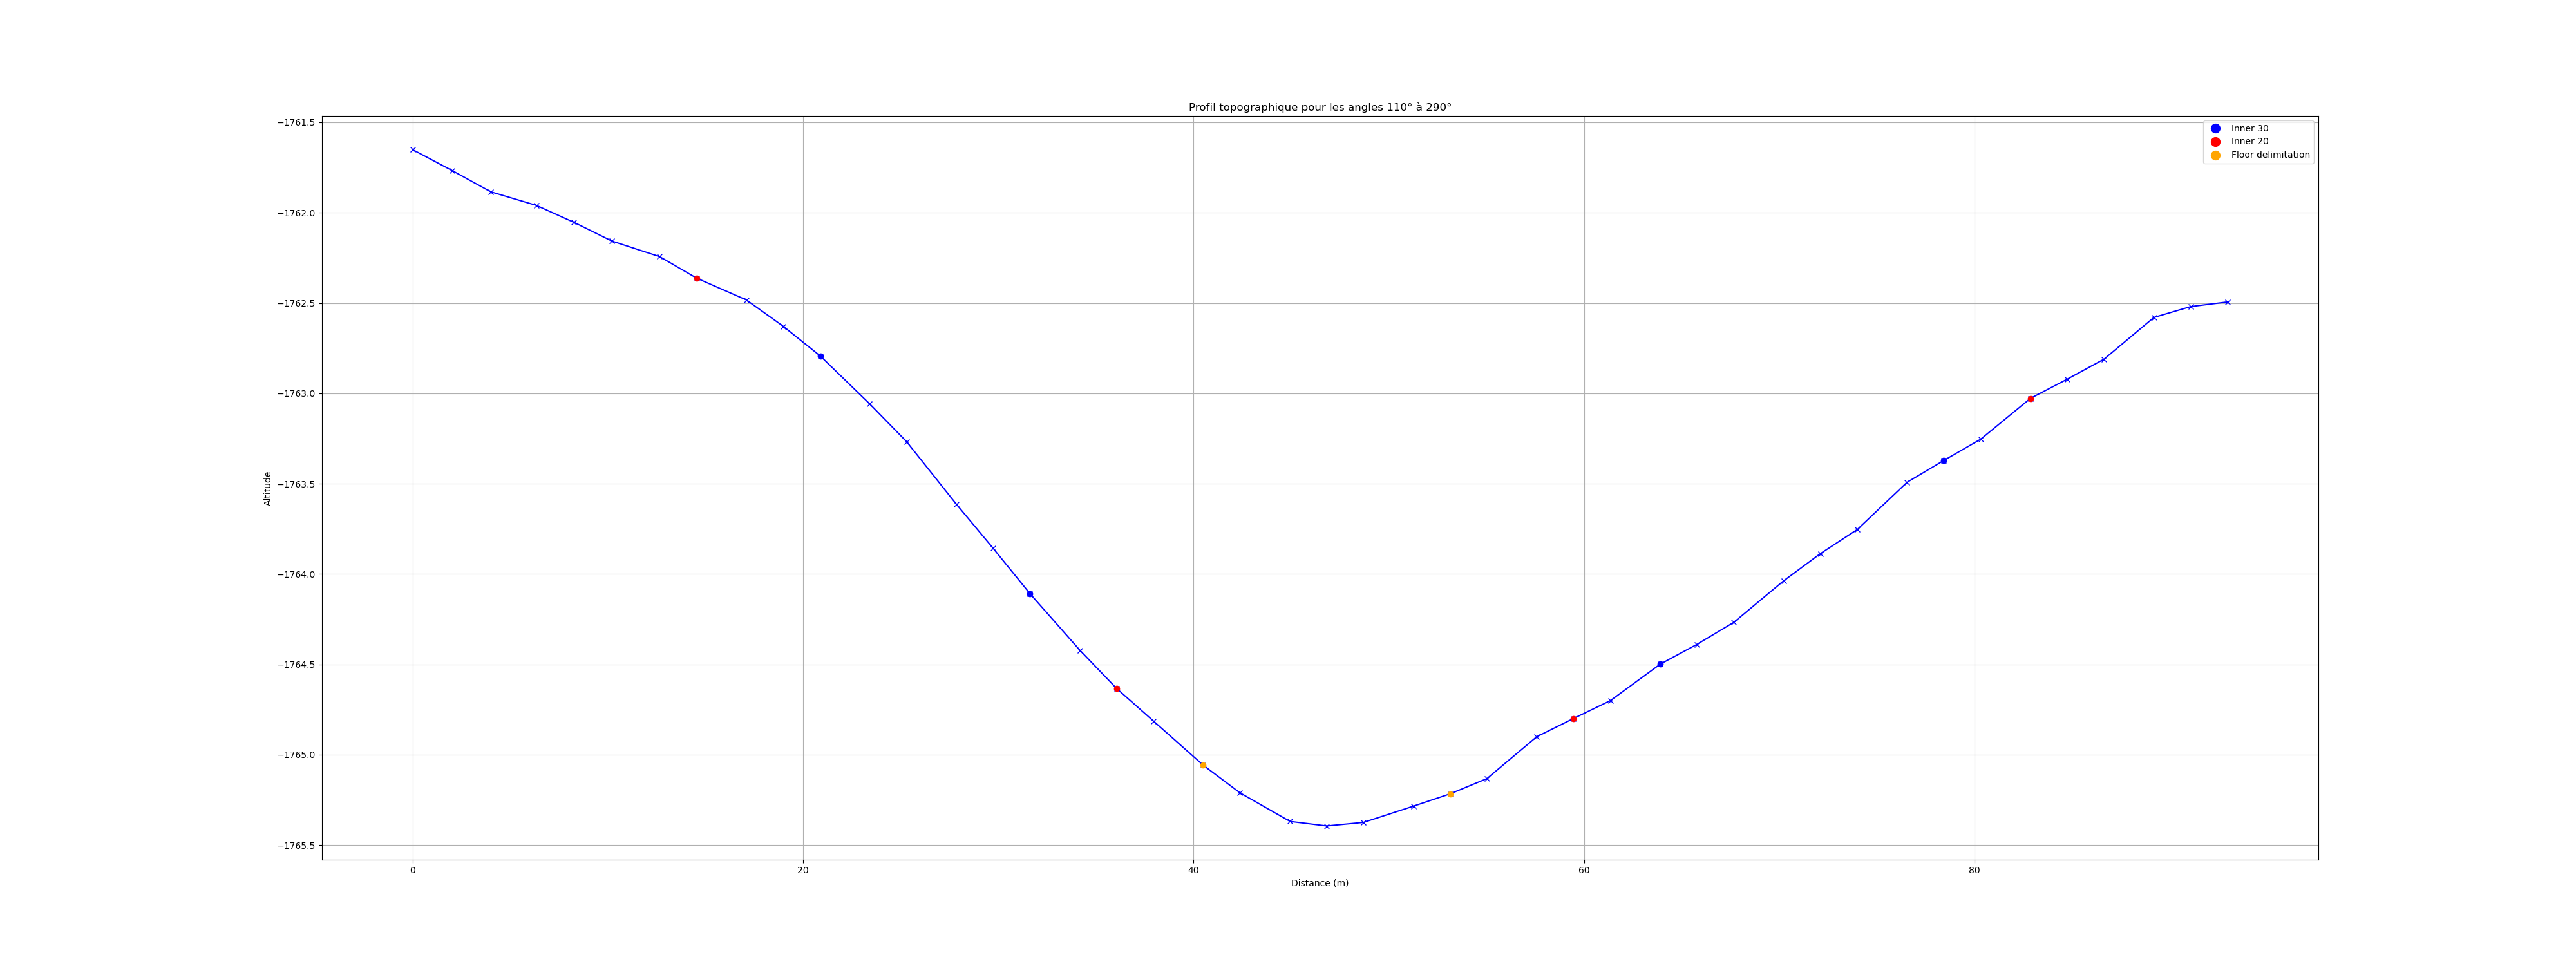 Profil topographique pour les angles 110° à 290°
Inner 30
Inner 20
Floor delimitation
Altitude
−1761.5
−1762.0
−1762.5
−1763.0
−1763.5
−1764.0
−1764.5
−1765.0
−1765.5
0
20
40
60
80
Distance (m)